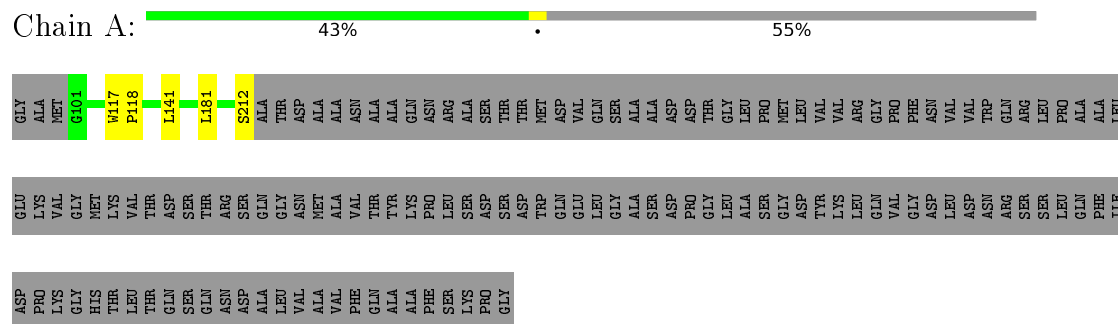 Chain A:
43% • 55%
GLY ALA MET G101 W117 P118 L141 L181 S212 ALA THR ASP ALA ALA ASN ALA ALA GLN ASN ARG ALA SER THR THR MET ASP VAL GLN SER ALA ALA ASP ASP THR GLY LEU PRO MET LEU VAL VAL ARG GLY PRO PHE ASN VAL VAL TRP GLN ARG LEU PRO ALA ALA LEU
GLU LYS VAL GLY MET LYS VAL THR ASP SER THR ARG SER GLN GLY ASN MET ALA VAL THR TYR LYS PRO LEU SER ASP SER ASP TRP GLN GLU LEU GLY ALA SER ASP PRO GLY LEU ALA SER GLY ASP TYR LYS LEU GLN VAL GLY ASP LEU ASP ASN ARG SER SER LEU GLN PHE ILE
ASP PRO LYS GLY HIS THR LEU THR GLN SER GLN ASN ASP ALA LEU VAL ALA VAL PHE GLN ALA ALA PHE SER LYS PRO GLY